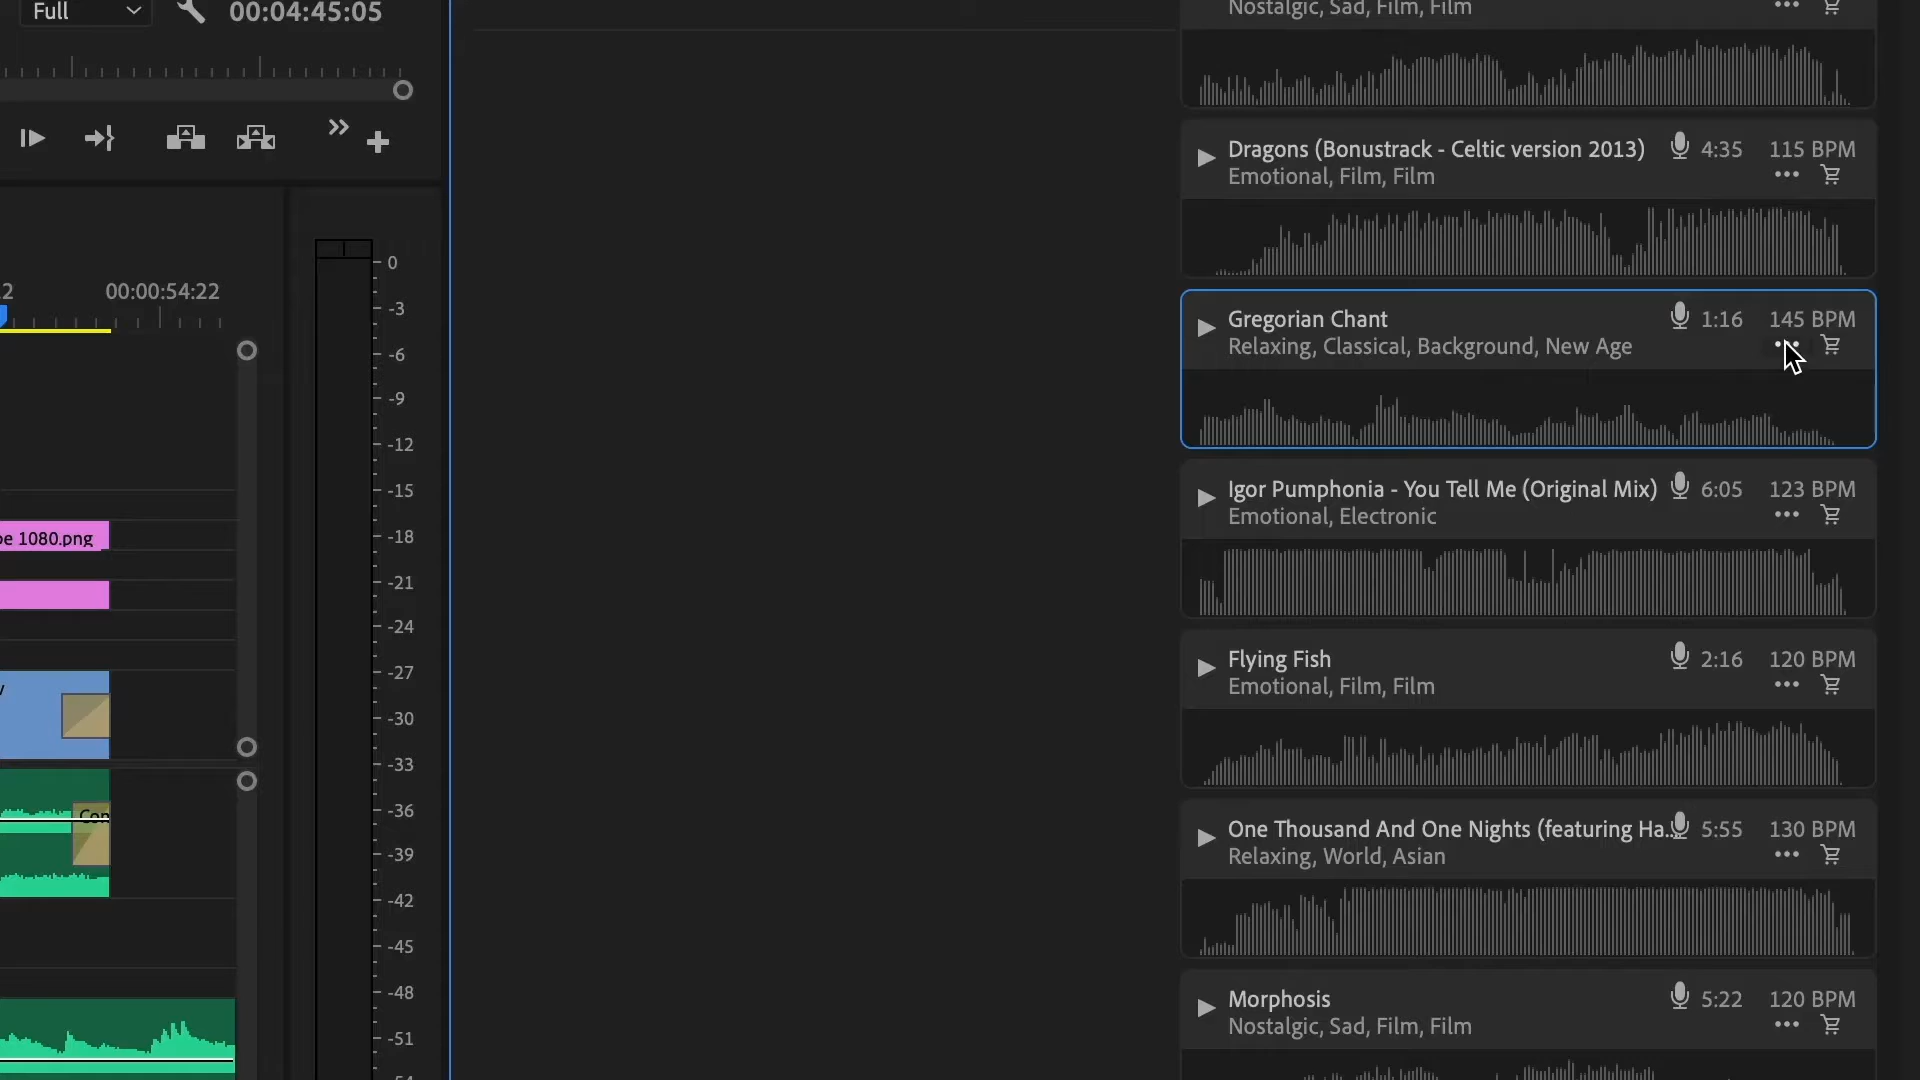 Full
00:04:45:05
00:00:54:22
pe 1080.png
0
-3
-6
-9
-12
-15
-18
-21
-24
-27
-30
-33
-36
-39
-42
-45
-48
-51
Nostalgic, Sad, Film, Film
Dragons (Bonustrack - Celtic version 2013) 4:35 115 BPM
Emotional, Film, Film
Gregorian Chant 1:16 145 BPM
Relaxing, Classical, Background, New Age
Igor Pumphonia - You Tell Me (Original Mix) 6:05 123 BPM
Emotional, Electronic
Flying Fish 2:16 120 BPM
Emotional, Film, Film
One Thousand And One Nights (featuring Ha... 5:55 130 BPM
Relaxing, World, Asian
Morphosis 5:22 120 BPM
Nostalgic, Sad, Film, Film